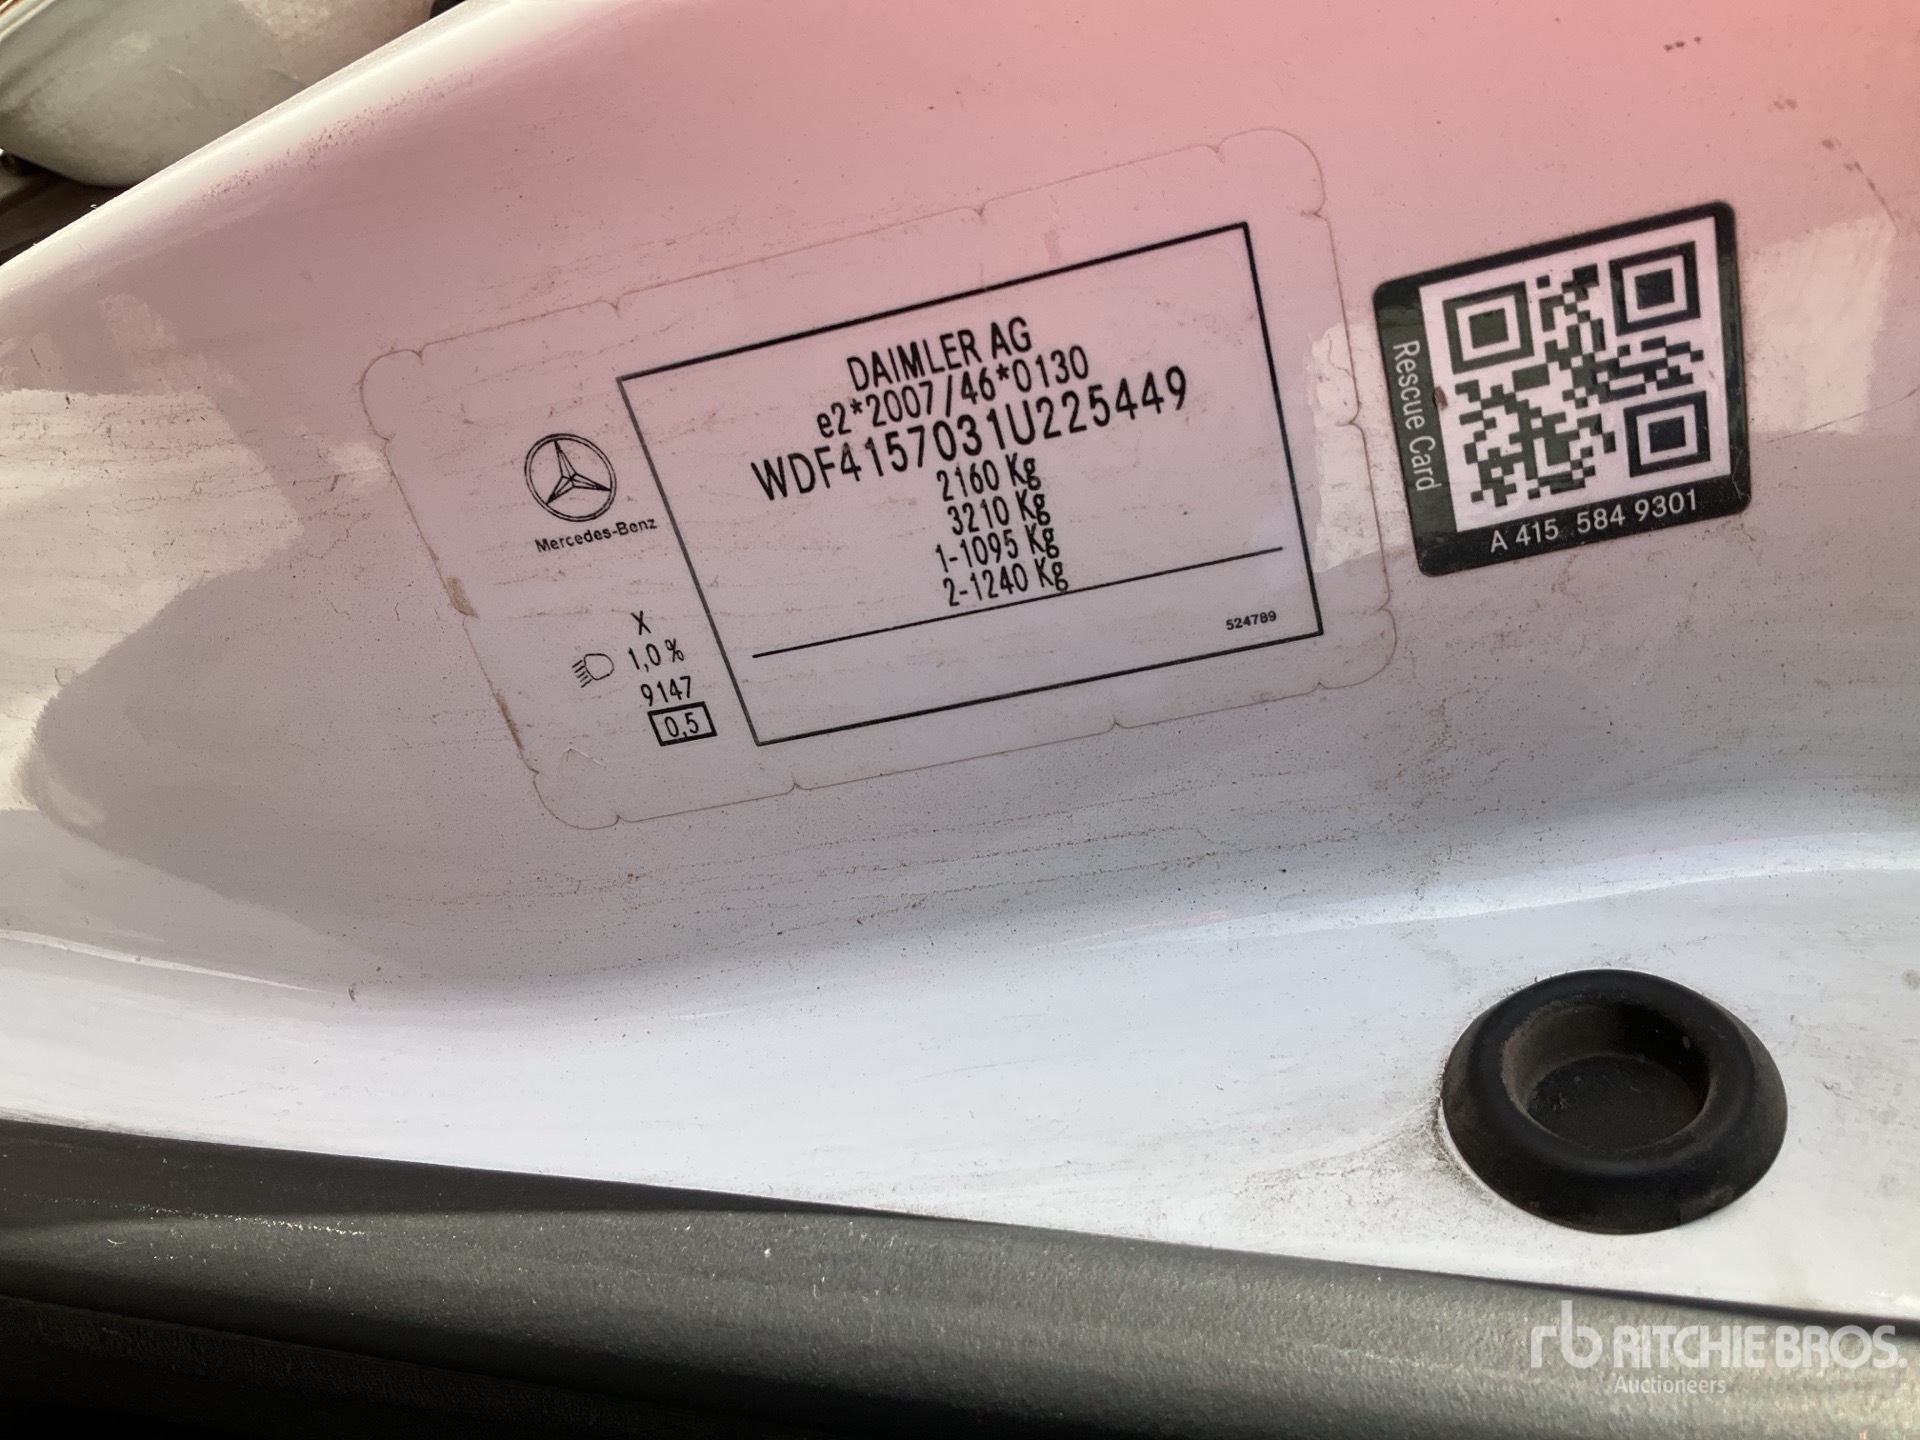 DAIMLER AG
e2*2007/46*0130
WDF4157031U225449
2160 Kg
3210 Kg
1-1095 Kg
2-1240 Kg
524789
Mercedes-Benz
X
1,0 %
9147
0,5
Rescue Card
A 415 584 9301
rb RITCHIE BROS.
Auctioneers